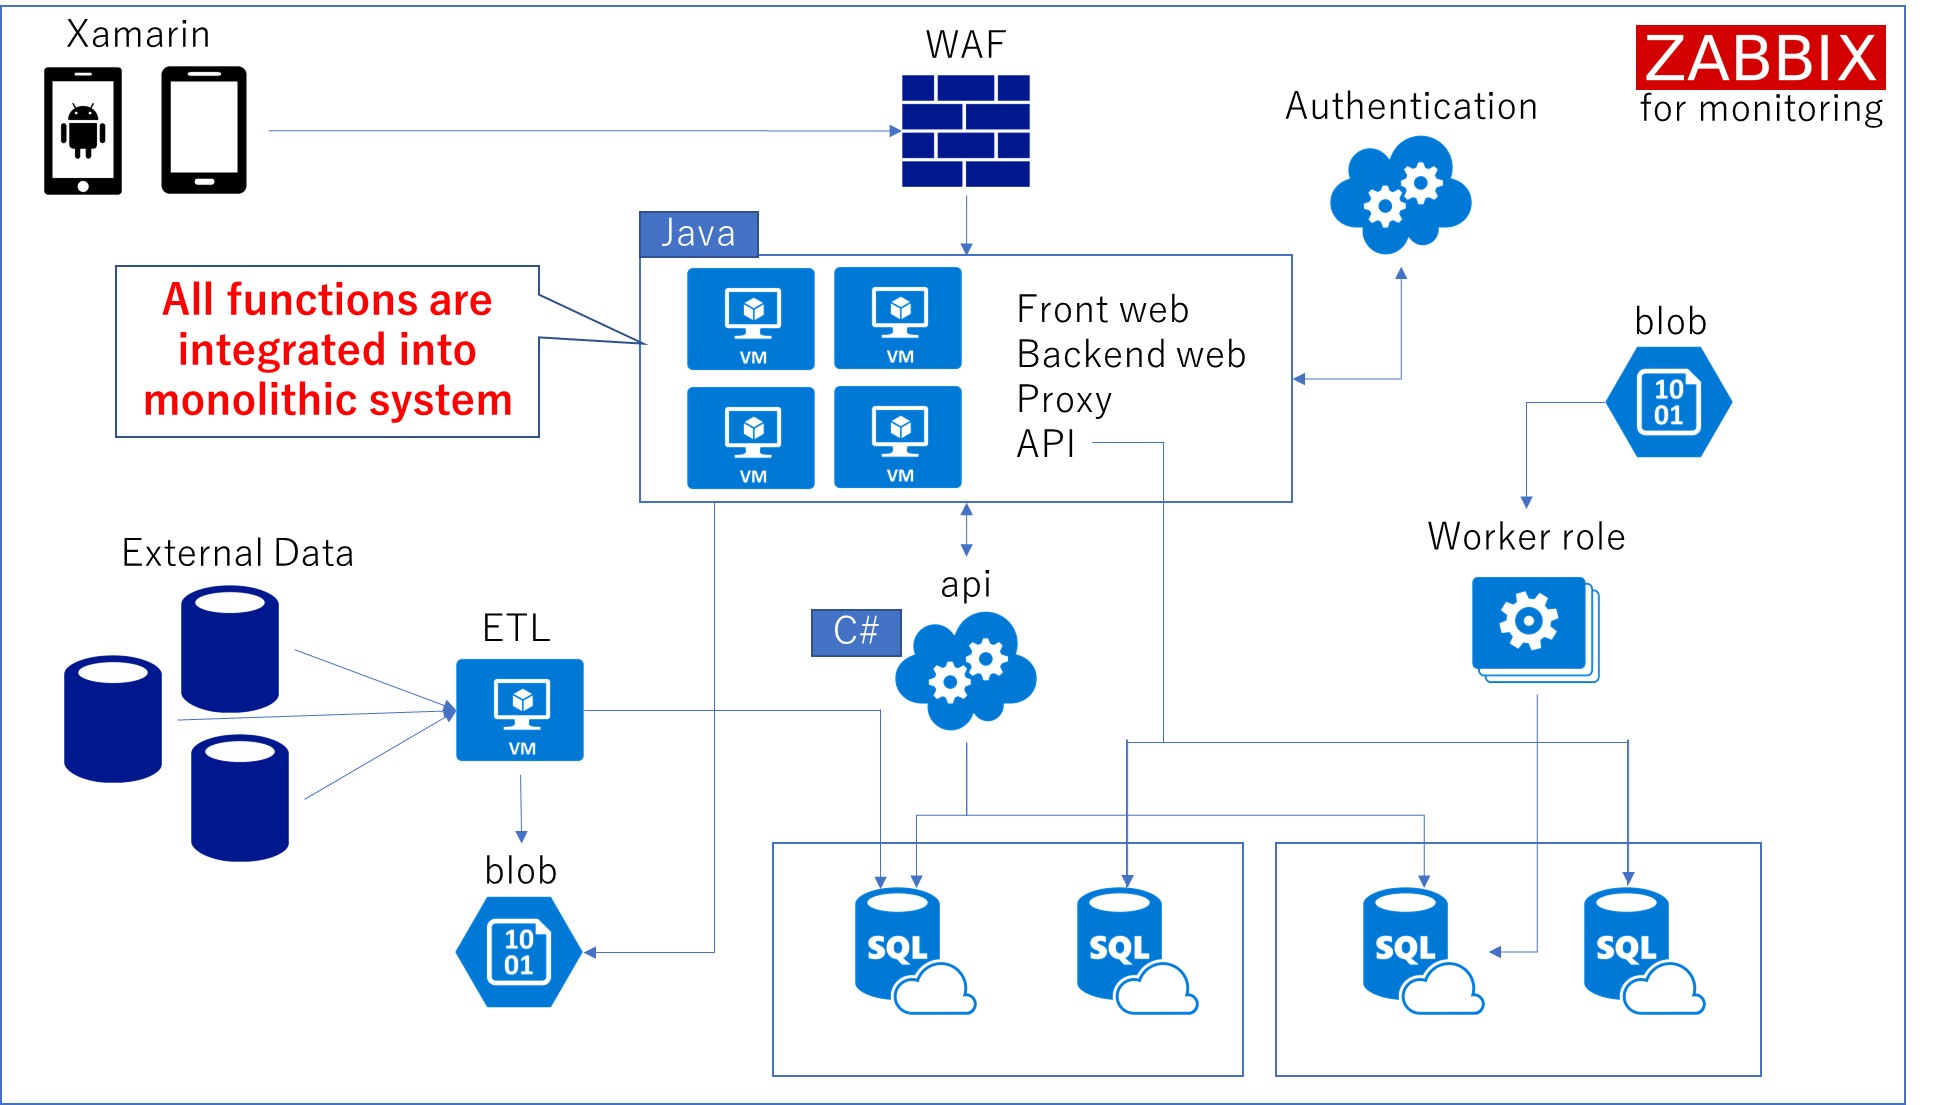 Xamarin
WAF
ZABBIX
for monitoring
Authentication
Java
All functions are
integrated into
monolithic system
VM
VM
VM
VM
Front web
Backend web
Proxy
API
blob
10
01
Worker role
External Data
ETL
VM
api
C#
blob
10
01
SQL
SQL
SQL
SQL